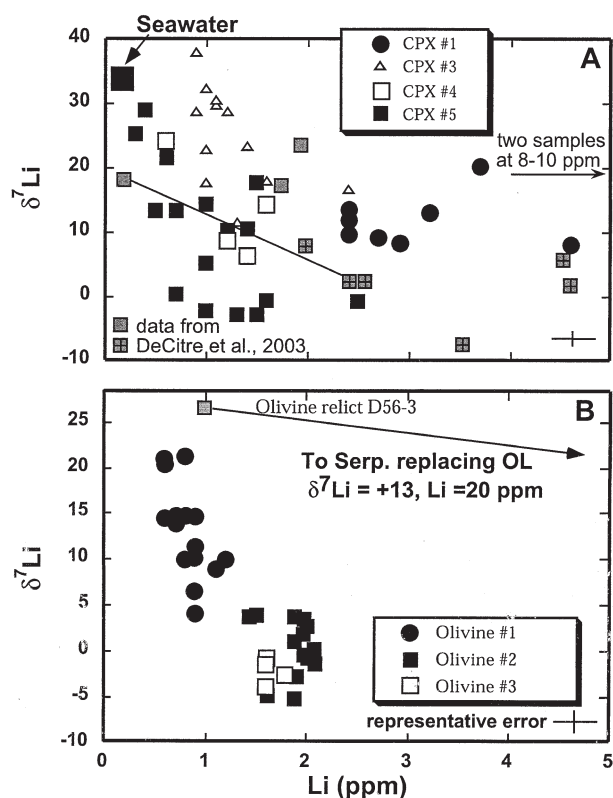 Seawater
40
30
20
10
0
-10
δ⁷Li
CPX #1
CPX #3
CPX #4
CPX #5
A
two samples
at 8-10 ppm
data from
DeCitre et al., 2003
B
Olivine relict D56-3
To Serp. replacing OL
δ⁷Li = +13, Li =20 ppm
25
20
15
10
5
0
-5
-10
δ⁷Li
Olivine #1
Olivine #2
Olivine #3
representative error
0 1 2 3 4 5
Li (ppm)